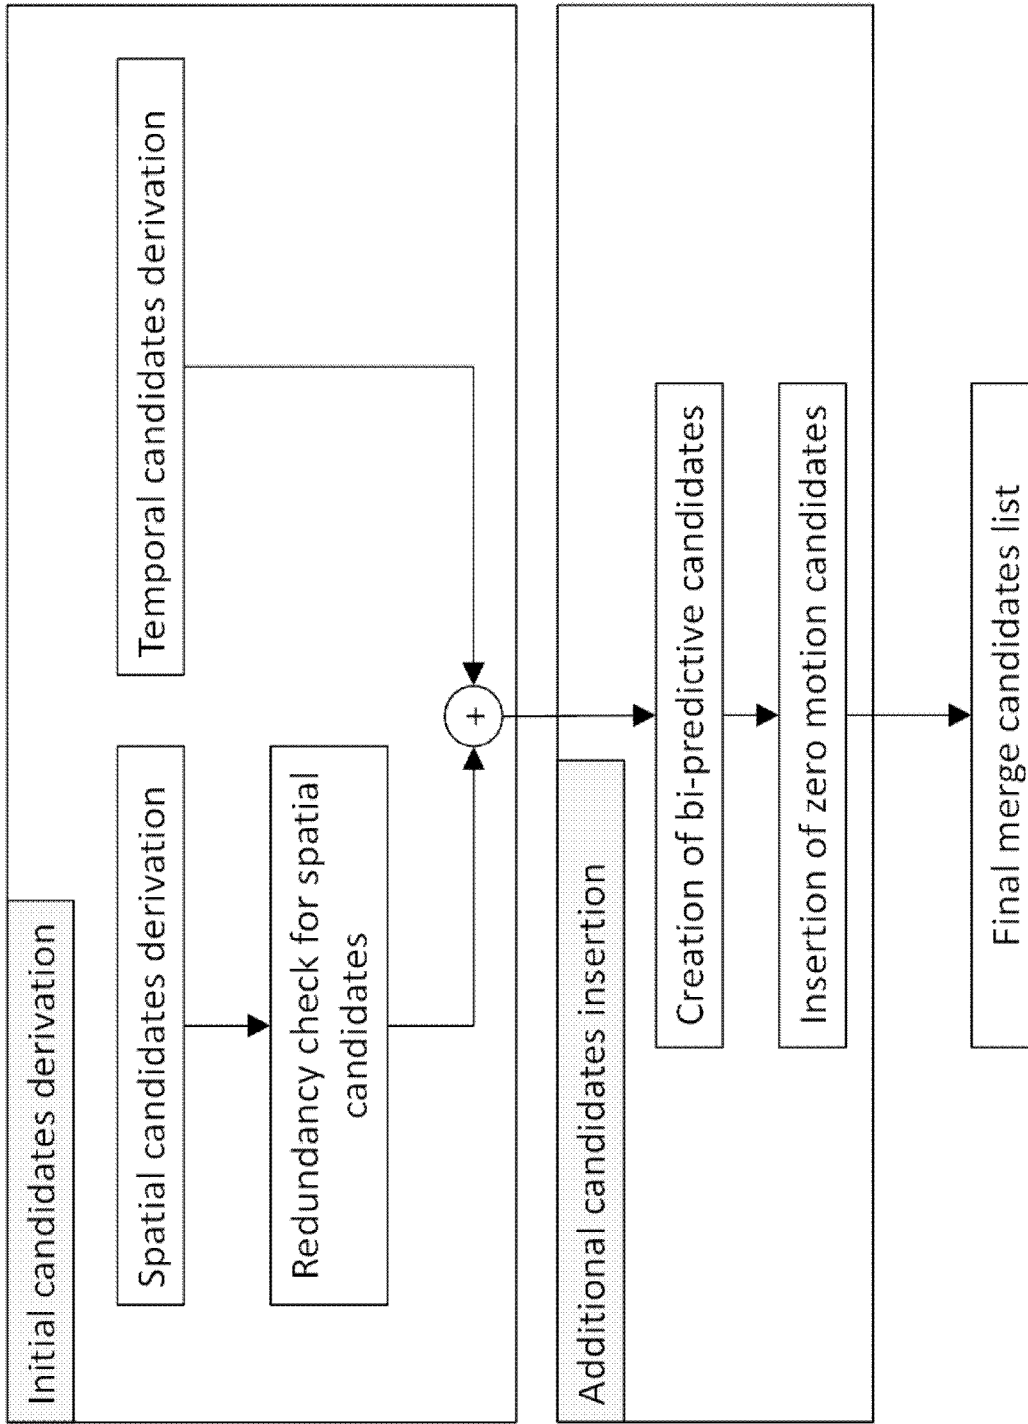 Initial candidates derivation
Spatial candidates derivation
Temporal candidates derivation
Redundancy check for spatial
candidates
+
Additional candidates insertion
Creation of bi-predictive candidates
Insertion of zero motion candidates
Final merge candidates list